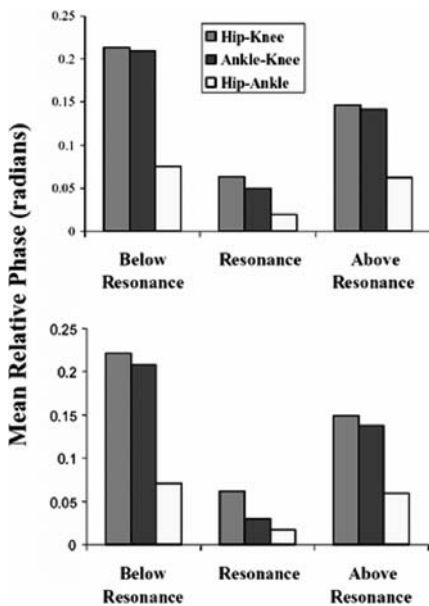 Mean Relative Phase (radians)
0.25
0.2
0.15
0.1
0.05
0
Hip-Knee
Ankle-Knee
Hip-Ankle
Below Resonance
Resonance
Above Resonance
0.25
0.2
0.15
0.1
0.05
0
Below Resonance
Resonance
Above Resonance